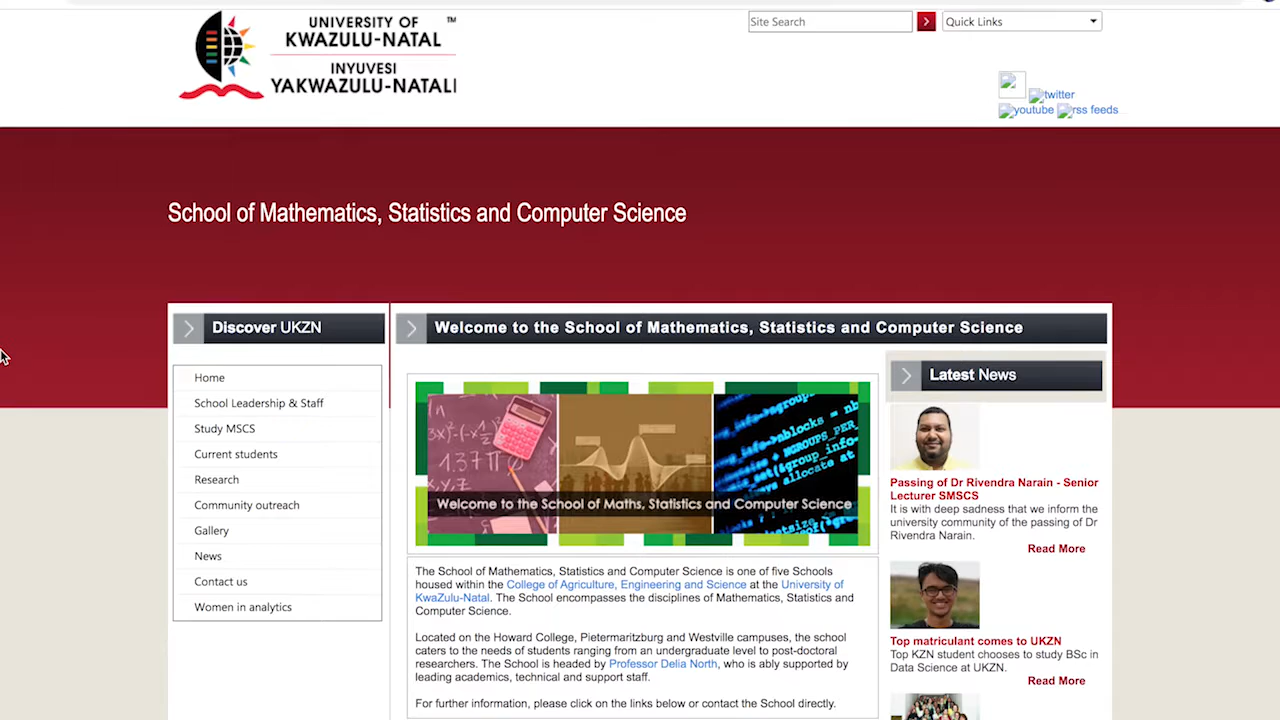 UNIVERSITY OF ™
KWAZULU-NATAL
INYUVESI
YAKWAZULU-NATALI
Site Search
Quick Links
twitter
youtube rss feeds
School of Mathematics, Statistics and Computer Science
Discover UKZN
Home
School Leadership & Staff
Study MSCS
Current students
Research
Community outreach
Gallery
News
Contact us
Women in analytics
Welcome to the School of Mathematics, Statistics and Computer Science
Welcome to the School of Maths, Statistics and Computer Science
The School of Mathematics, Statistics and Computer Science is one of five Schools
housed within the College of Agriculture, Engineering and Science at the University of
KwaZulu-Natal. The School encompasses the disciplines of Mathematics, Statistics and
Computer Science.
Located on the Howard College, Pietermaritzburg and Westville campuses, the school
caters to the needs of students ranging from an undergraduate level to post-doctoral
researchers. The School is headed by Professor Delia North, who is ably supported by
leading academics, technical and support staff.
For further information, please click on the links below or contact the School directly.
Latest News
Passing of Dr Rivendra Narain - Senior
Lecturer SMSCS
It is with deep sadness that we inform the
university community of the passing of Dr
Rivendra Narain.
Read More
Top matriculant comes to UKZN
Top KZN student chooses to study BSc in
Data Science at UKZN.
Read More